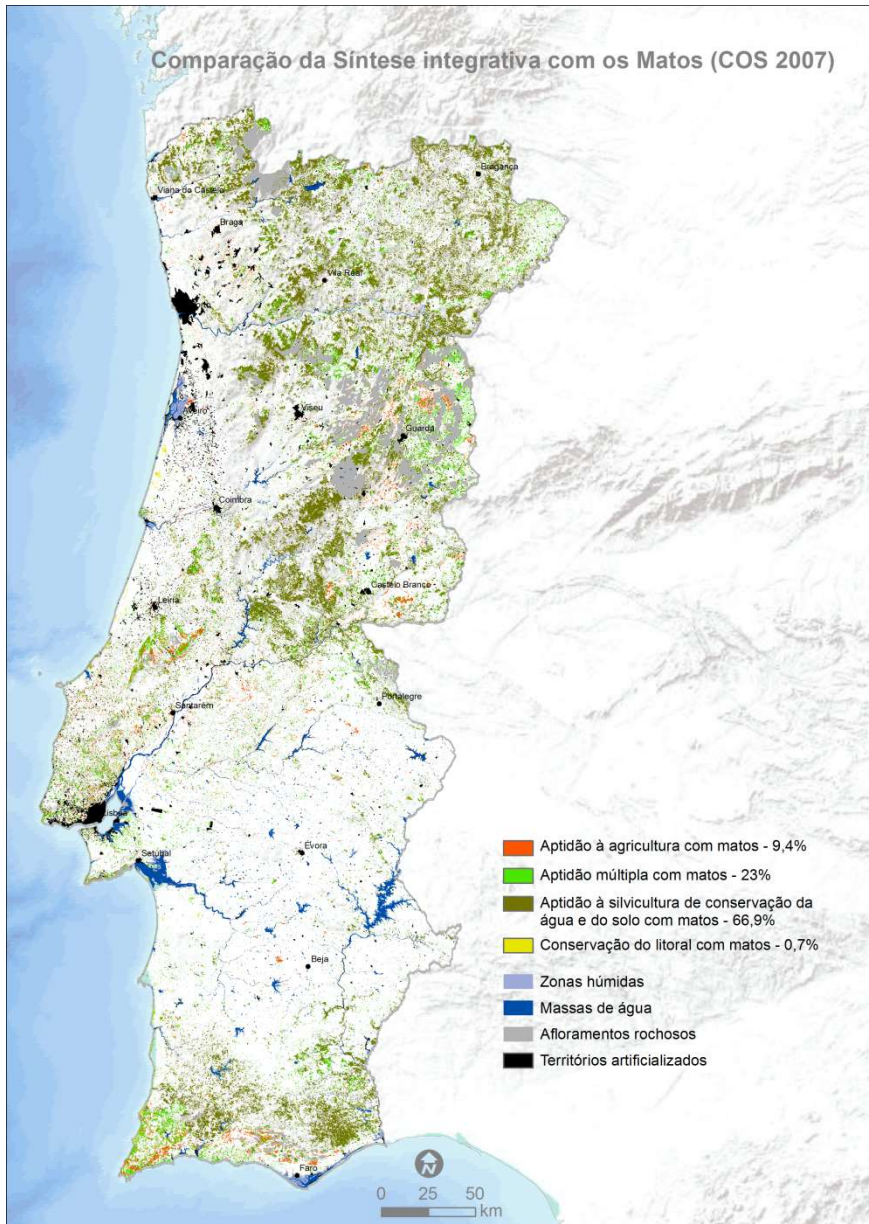 Comparação da Síntese integrativa com os Matos (COS 2007)
Bragança
Viana do Castelo
Braga
Vila Real
Viseu
Aveiro
Guarda
Coimbra
Castelo Branco
Leiria
Portalegre
Santarém
Lisboa
Évora
Setúbal
Beja
Faro
Aptidão à agricultura com matos - 9,4%
Aptidão múltipla com matos - 23%
Aptidão à silvicultura de conservação da
água e do solo com matos - 66,9%
Conservação do litoral com matos - 0,7%
Zonas húmidas
Massas de água
Afloramentos rochosos
Territórios artificializados
N
0 25 50
km